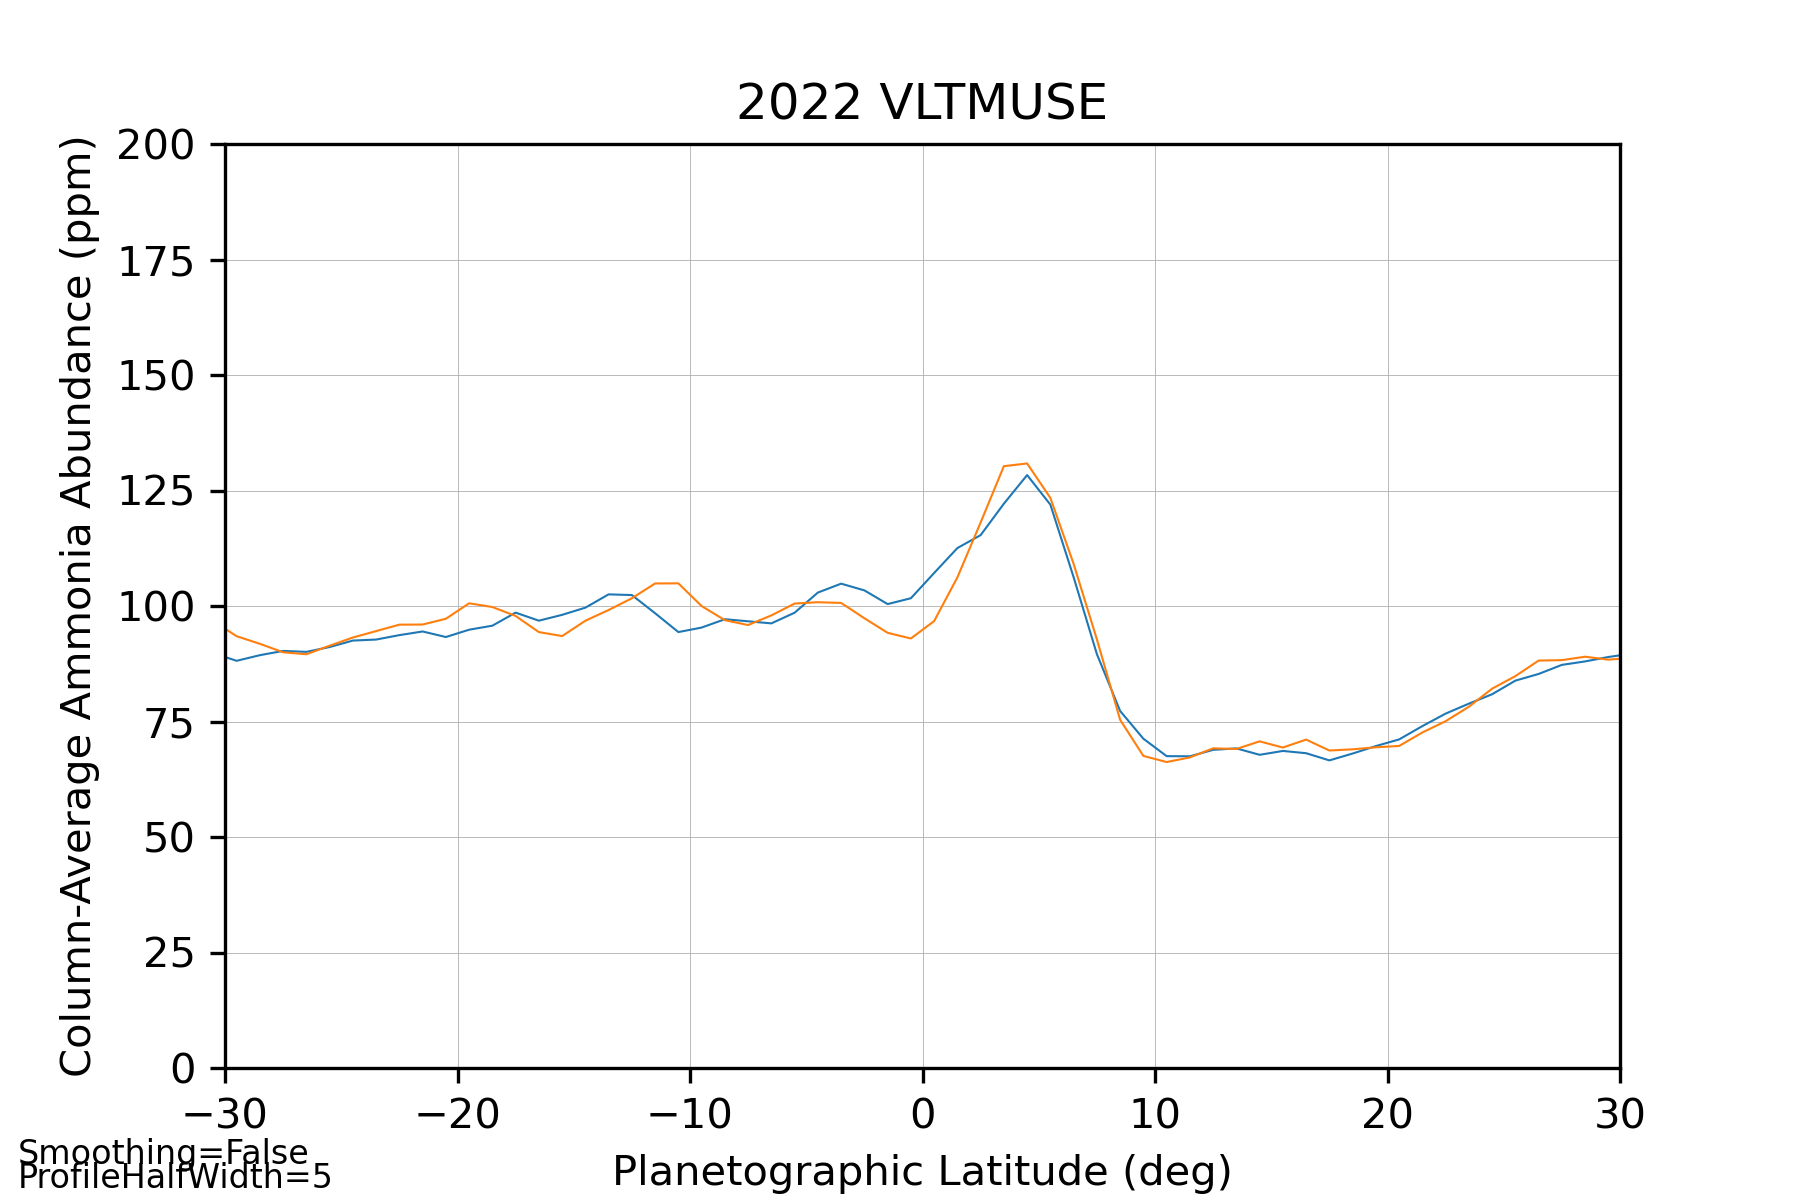 2022 VLTMUSE
Column-Average Ammonia Abundance (ppm)
200
175
150
125
100
75
50
25
0
−30 −20 −10 0 10 20 30
Planetographic Latitude (deg)
Smoothing=False
ProfileHalfWidth=5